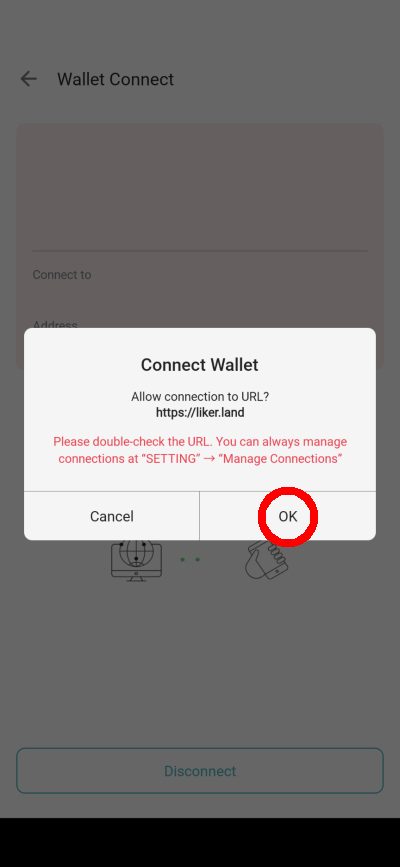 Wallet Connect
Connect to
Address
Connect Wallet
Allow connection to URL?
https://liker.land
Please double-check the URL. You can always manage
connections at “SETTING” → “Manage Connections”
Cancel
OK
Disconnect